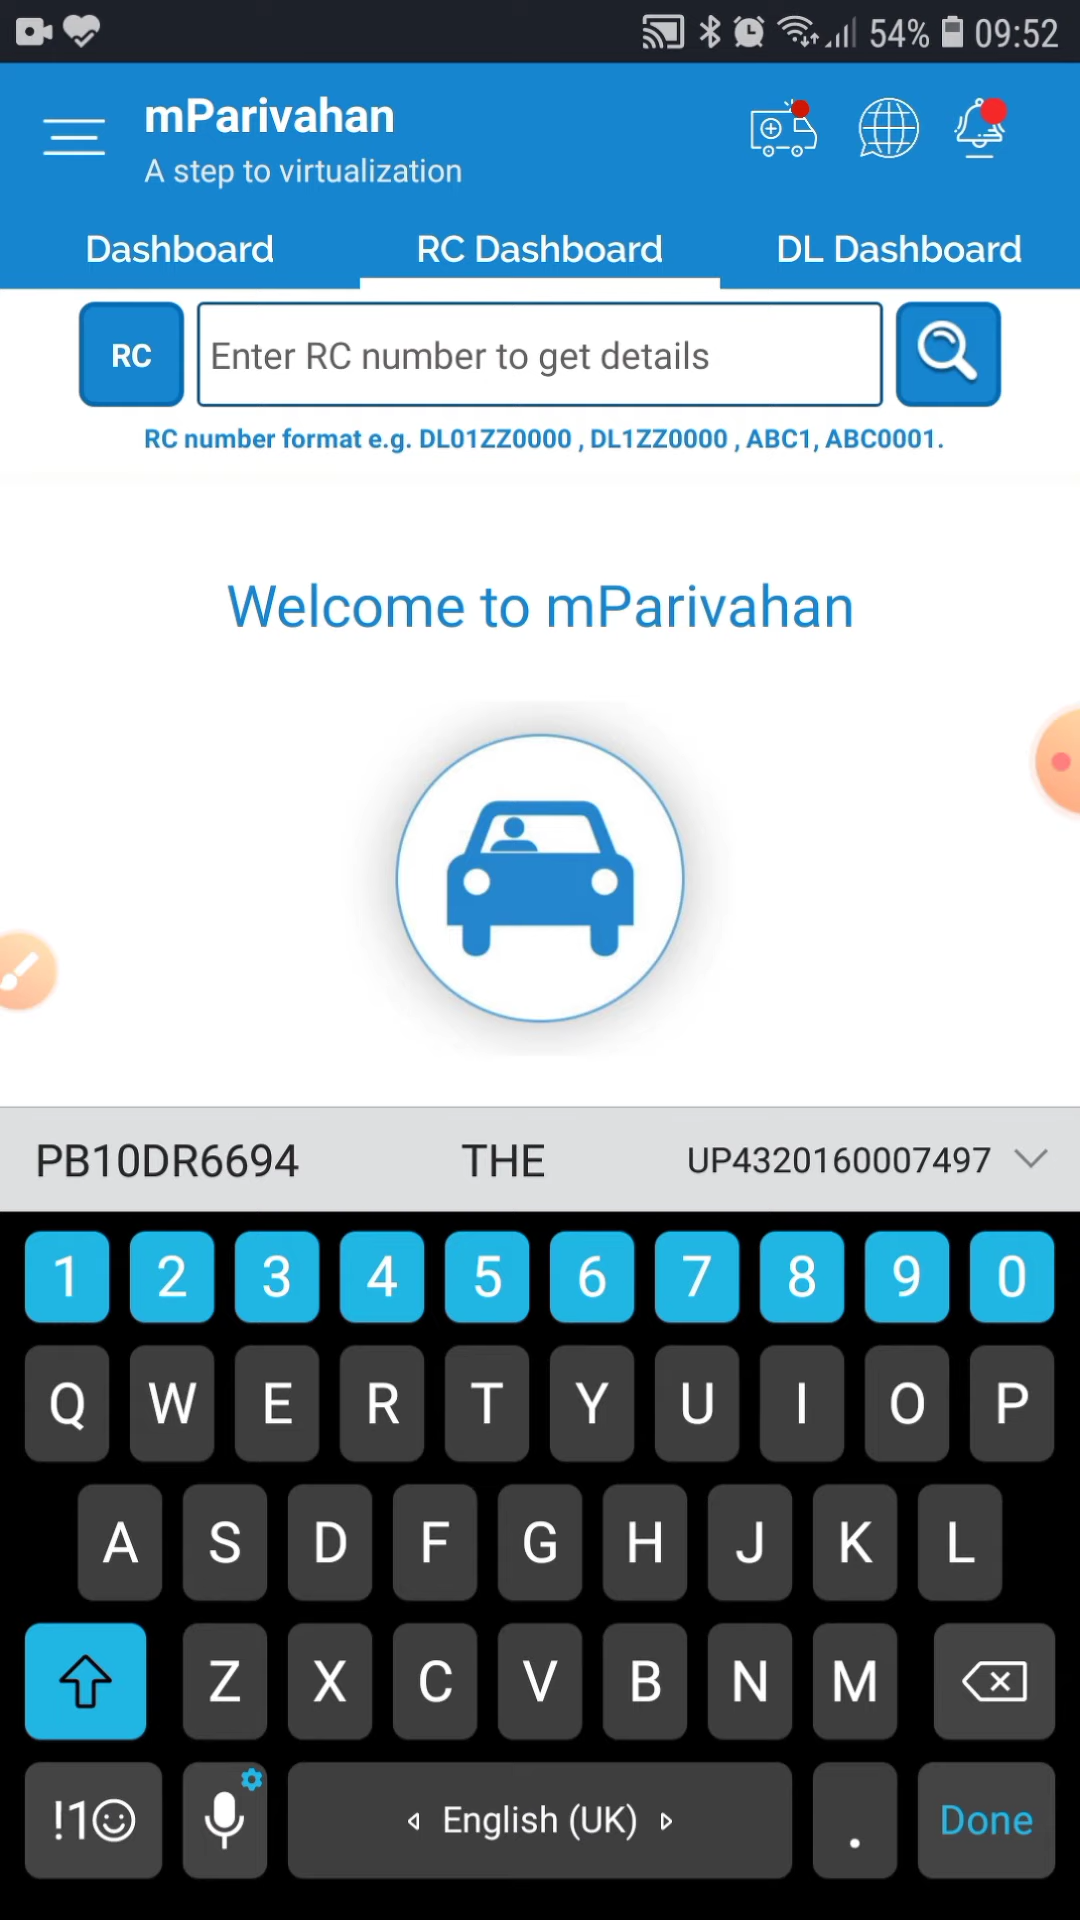 54% 09:52
mParivahan
A step to virtualization
Dashboard RC Dashboard DL Dashboard
RC Enter RC number to get details
RC number format e.g. DL01ZZ0000 , DL1ZZ0000 , ABC1, ABC0001.
Welcome to mParivahan
PB10DR6694 THE UP4320160007497
1 2 3 4 5 6 7 8 9 0
Q W E R T Y U I O P
A S D F G H J K L
Z X C V B N M
!1☺ English (UK) . Done